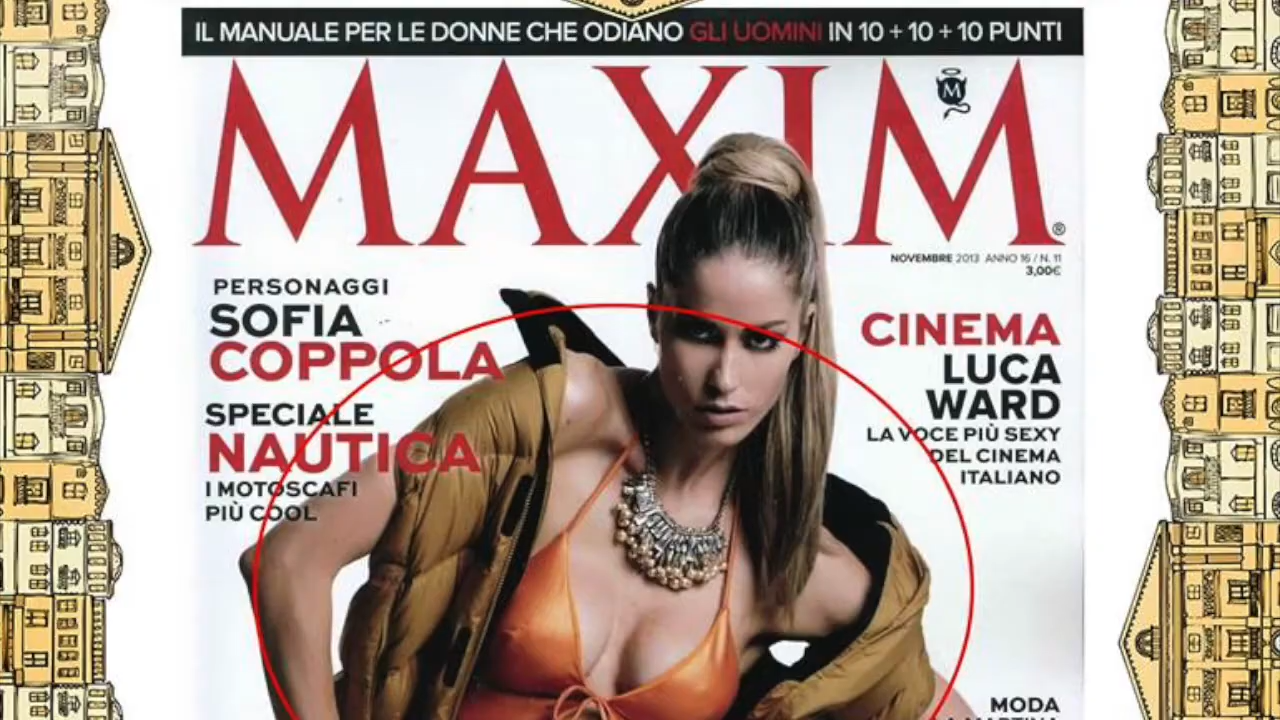 IL MANUALE PER LE DONNE CHE ODIANO GLI UOMINI IN 10 + 10 + 10 PUNTI
MAXIM
M
®
NOVEMBRE 2013 ANNO 16 / N. 11
3,00€
PERSONAGGI
SOFIA
COPPOLA
SPECIALE
NAUTICA
I MOTOSCAFI
PIÙ COOL
CINEMA
LUCA
WARD
LA VOCE PIÙ SEXY
DEL CINEMA
ITALIANO
MODA